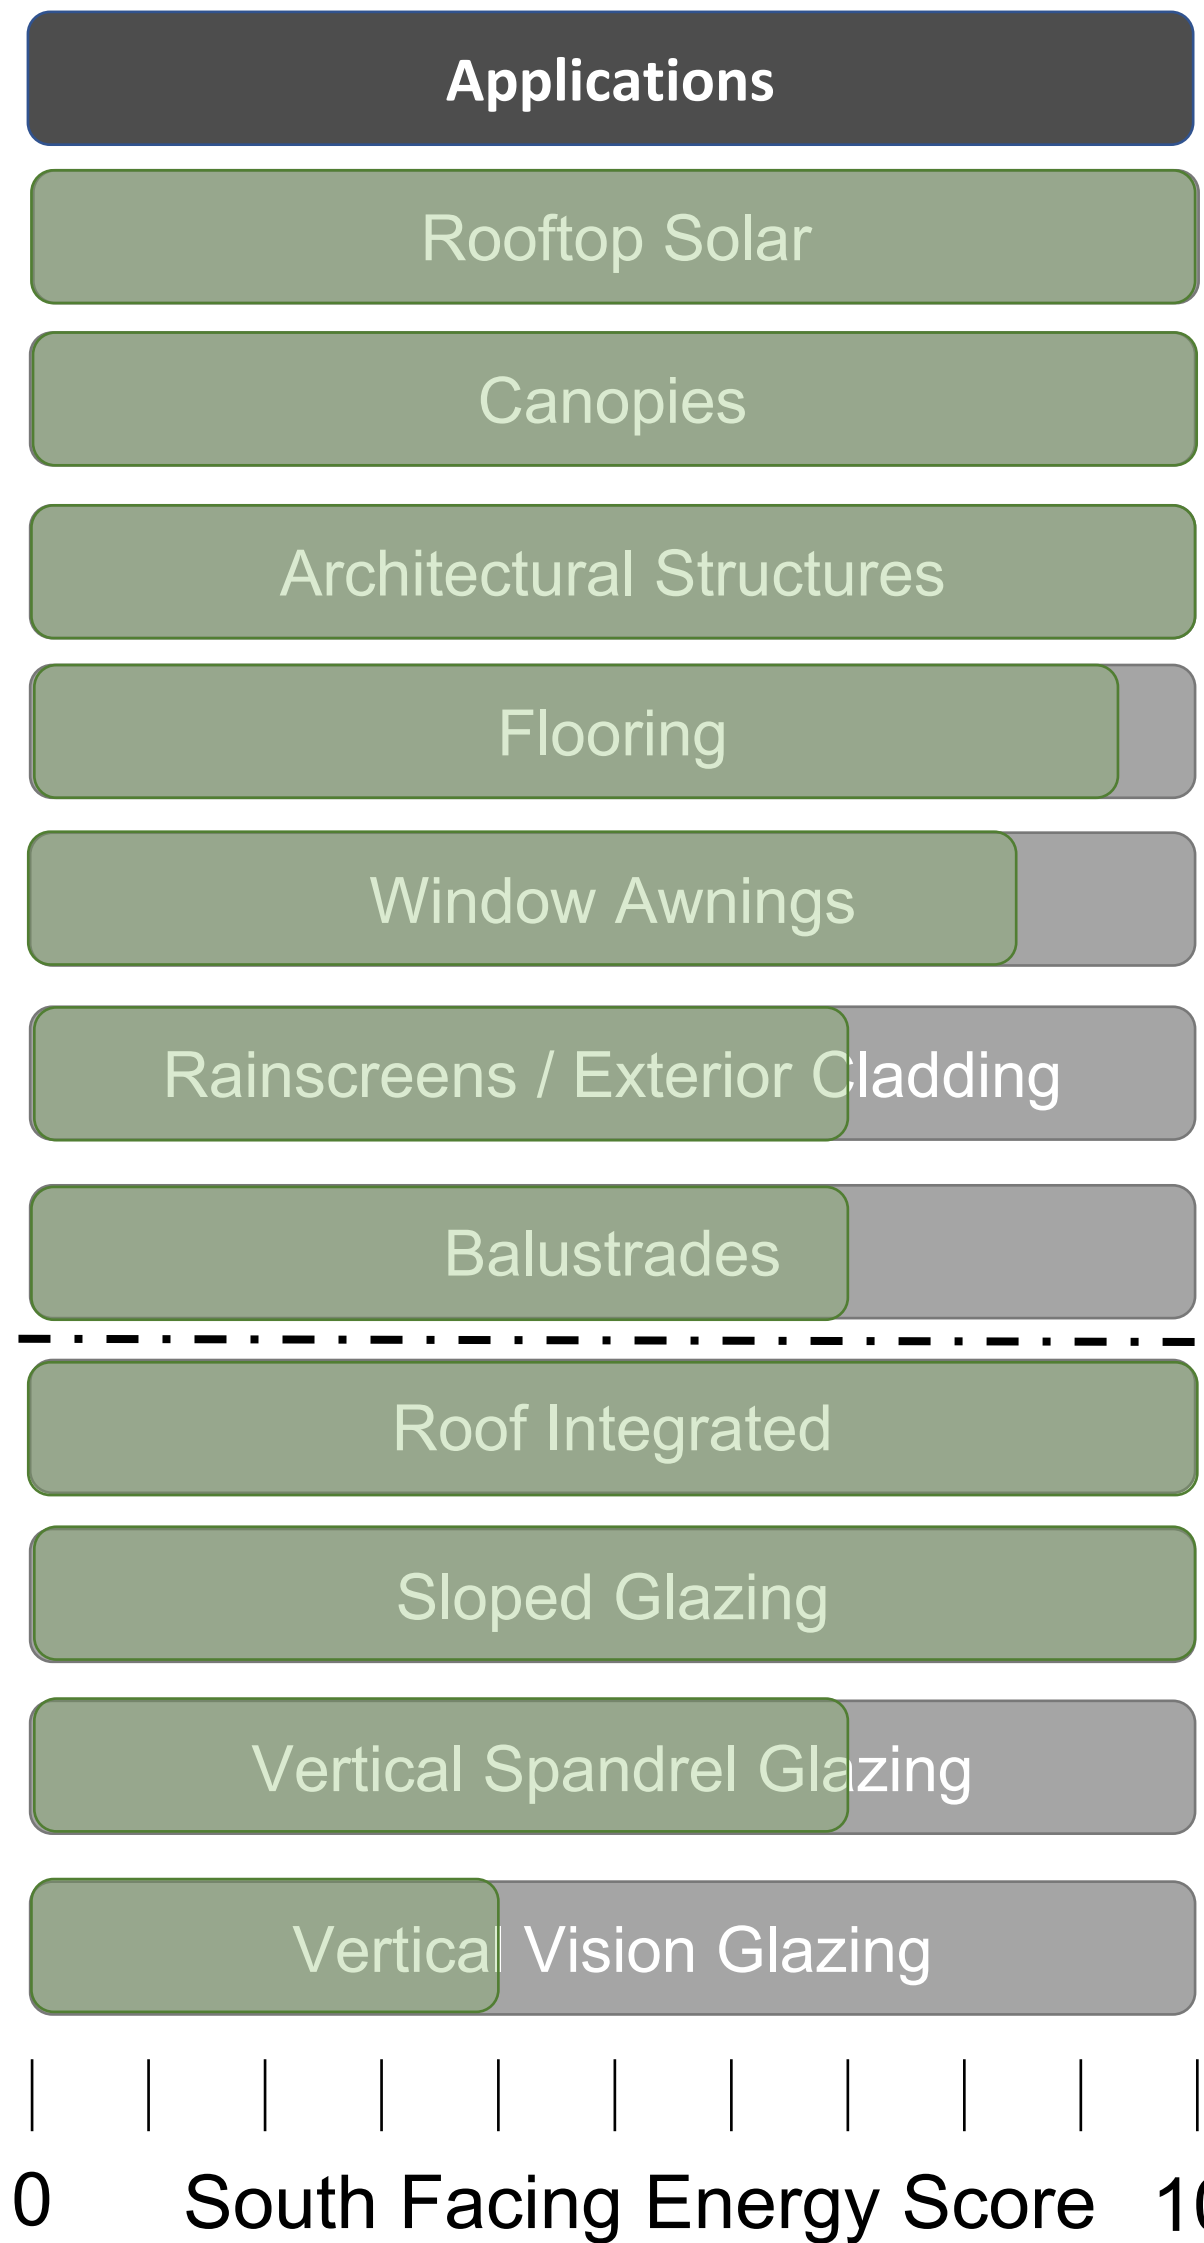 Applications
Rooftop Solar
Canopies
Architectural Structures
Flooring
Window Awnings
Rainscreens / Exterior Cladding
Balustrades
Roof Integrated
Sloped Glazing
Vertical Spandrel Glazing
Vertical Vision Glazing
0 South Facing Energy Score 10